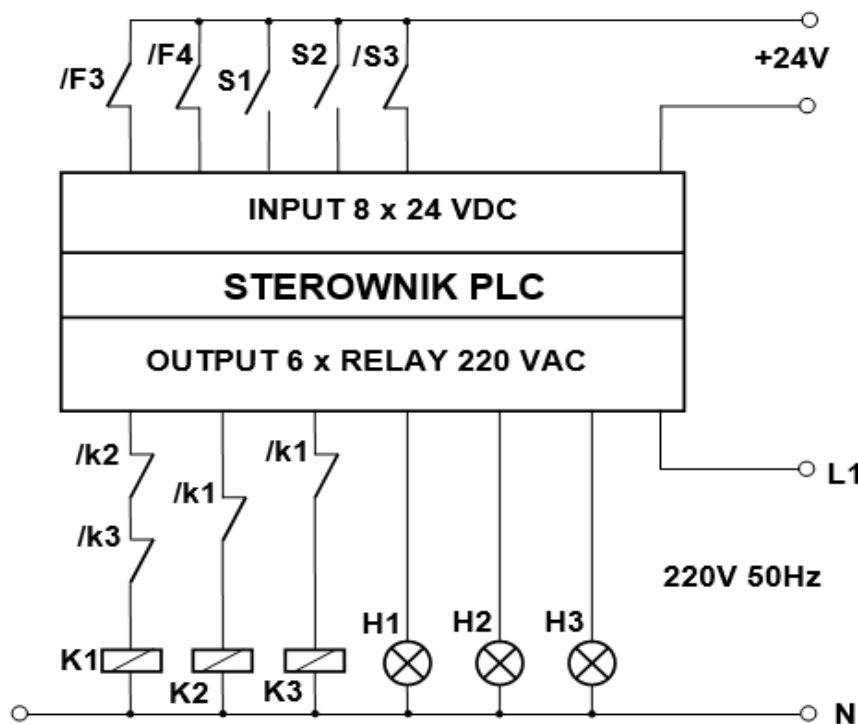 /F3
/F4
S1
S2
/S3
+24V
INPUT 8 x 24 VDC
STEROWNIK PLC
OUTPUT 6 x RELAY 220 VAC
/k2
/k1
/k1
/k3
L1
220V 50Hz
K1
K2
K3
H1
H2
H3
N